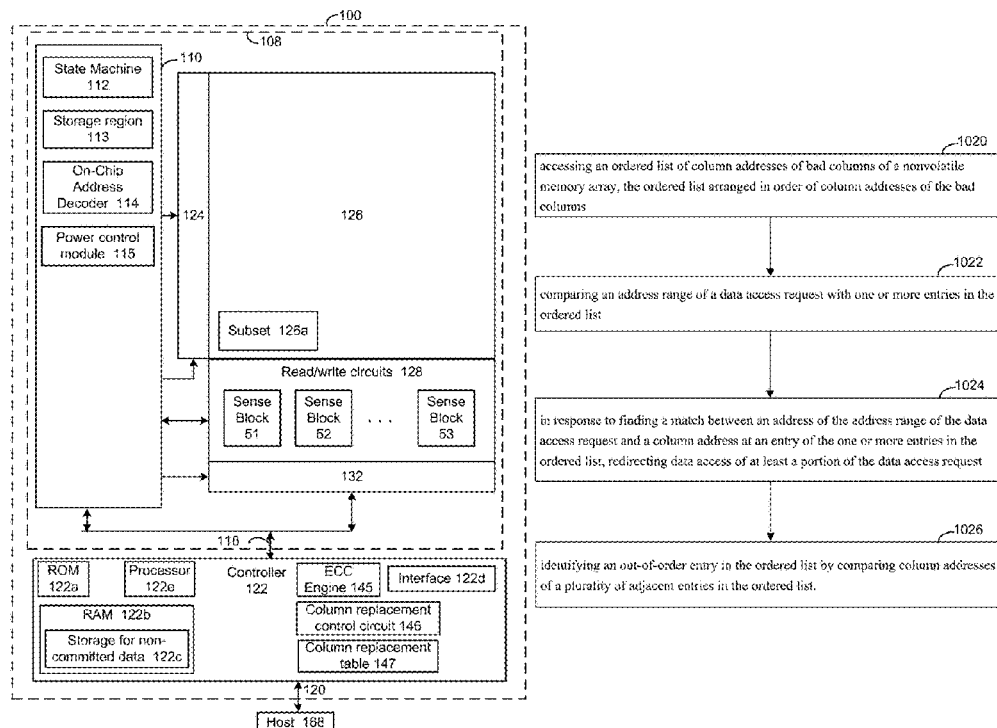 100
108
110
State Machine
112
Storage region
113
On-Chip
Address
Decoder 114
Power control
module 115
124
126
Subset 126a
Read/write circuits 128
Sense
Block
51
Sense
Block
52
. . .
Sense
Block
53
132
118
ROM
122a
Processor
122e
Controller
122
ECC
Engine 145
Interface 122d
RAM 122b
Storage for non-
committed data 122c
Column replacement
control circuit 146
Column replacement
table 147
120
Host 168
1020
accessing an ordered list of column addresses of bad columns of a nonvolatile
memory array, the ordered list arranged in order of column addresses of the bad
columns
1022
comparing an address range of a data access request with one or more entries in the
ordered list
1024
in response to finding a match between an address of the address range of the data
access request and a column address at an entry of the one or more entries in the
ordered list, redirecting data access of at least a portion of the data access request
1026
identifying an out-of-order entry in the ordered list by comparing column addresses
of a plurality of adjacent entries in the ordered list.